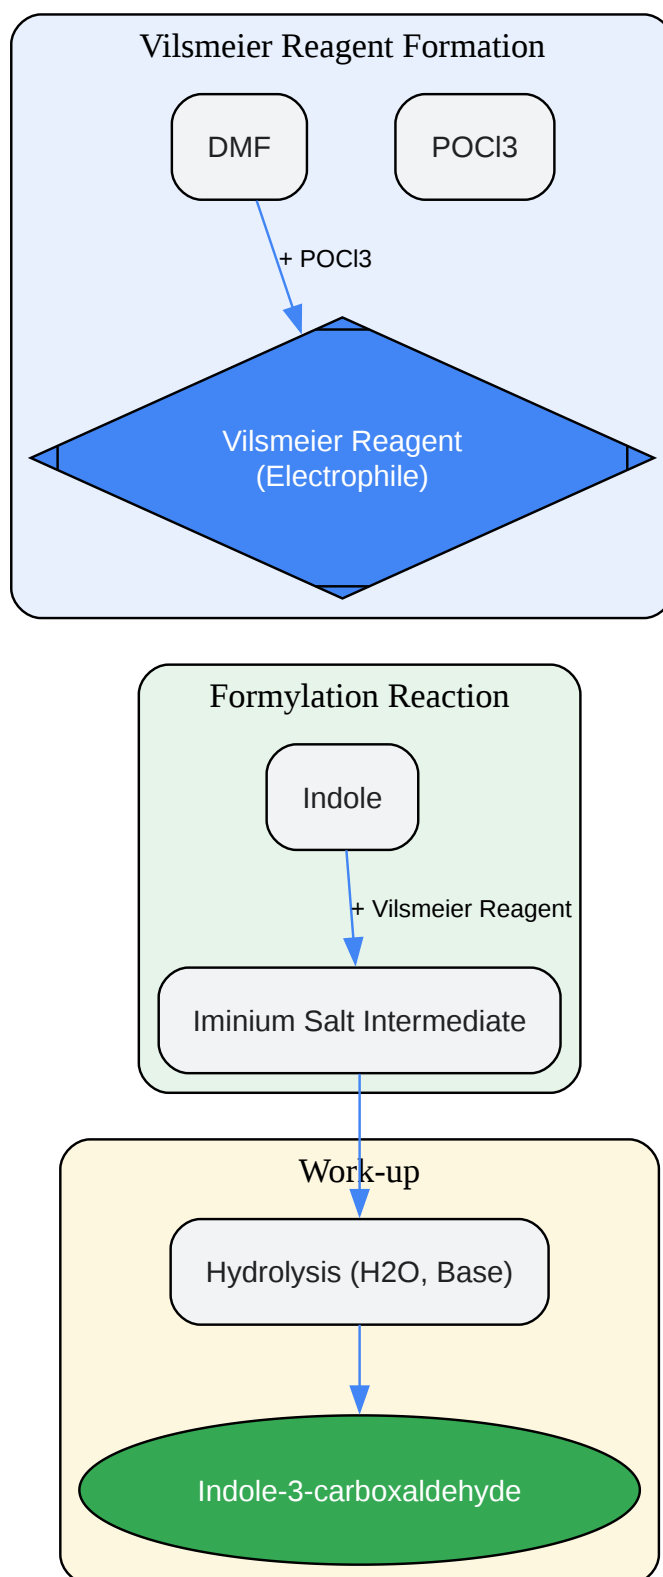 Vilsmeier Reagent Formation
DMF
POCl3
+ POCl3
Vilsmeier Reagent
(Electrophile)
Formylation Reaction
Indole
+ Vilsmeier Reagent
Iminium Salt Intermediate
Work-up
Hydrolysis (H2O, Base)
Indole-3-carboxaldehyde